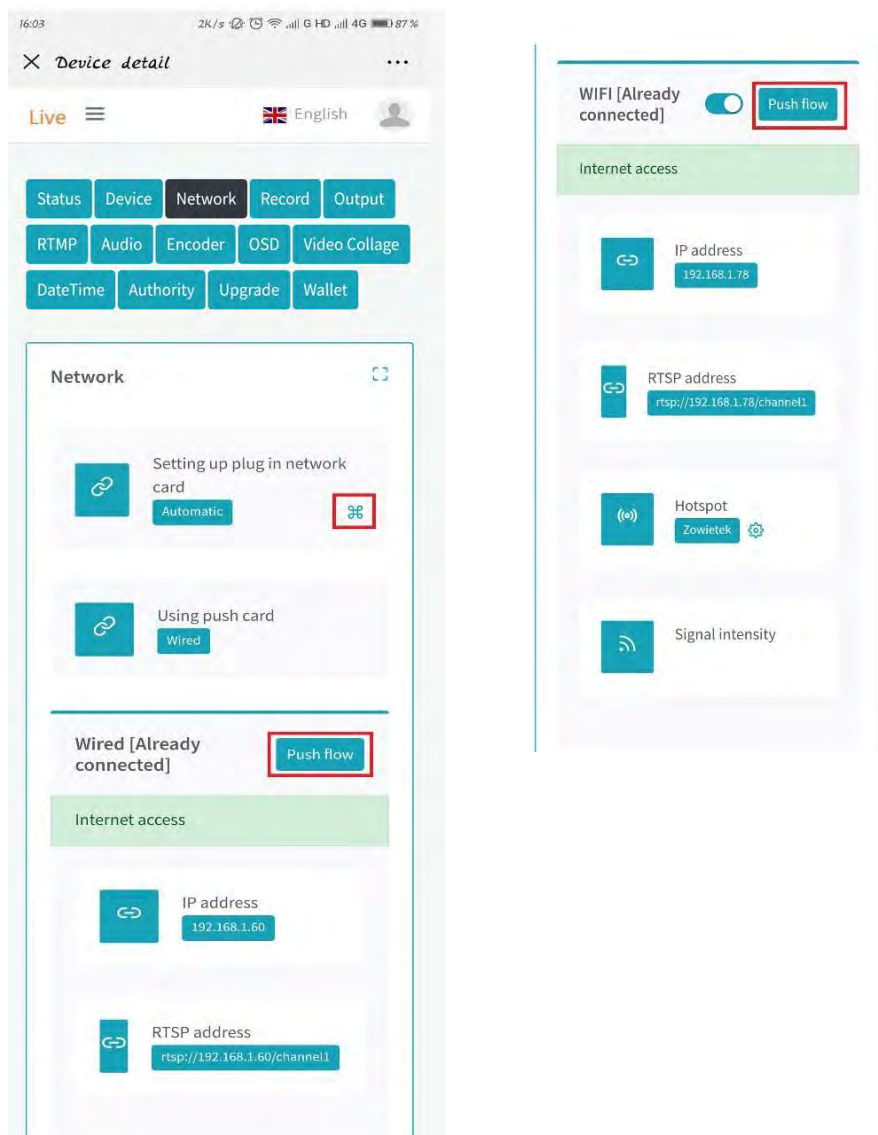 16:03
2K/s G HD 4G 87%
Device detail
Live
English
Status Device Network Record Output
RTMP Audio Encoder OSD Video Collage
DateTime Authority Upgrade Wallet
Network
Setting up plug in network
card
Automatic
Using push card
Wired
Wired [Already
connected]
Push flow
Internet access
IP address
192.168.1.60
RTSP address
rtsp://192.168.1.60/channel1
WIFI [Already
connected]
Push flow
Internet access
IP address
192.168.1.78
RTSP address
rtsp://192.168.1.78/channel1
Hotspot
Zowietek
Signal intensity